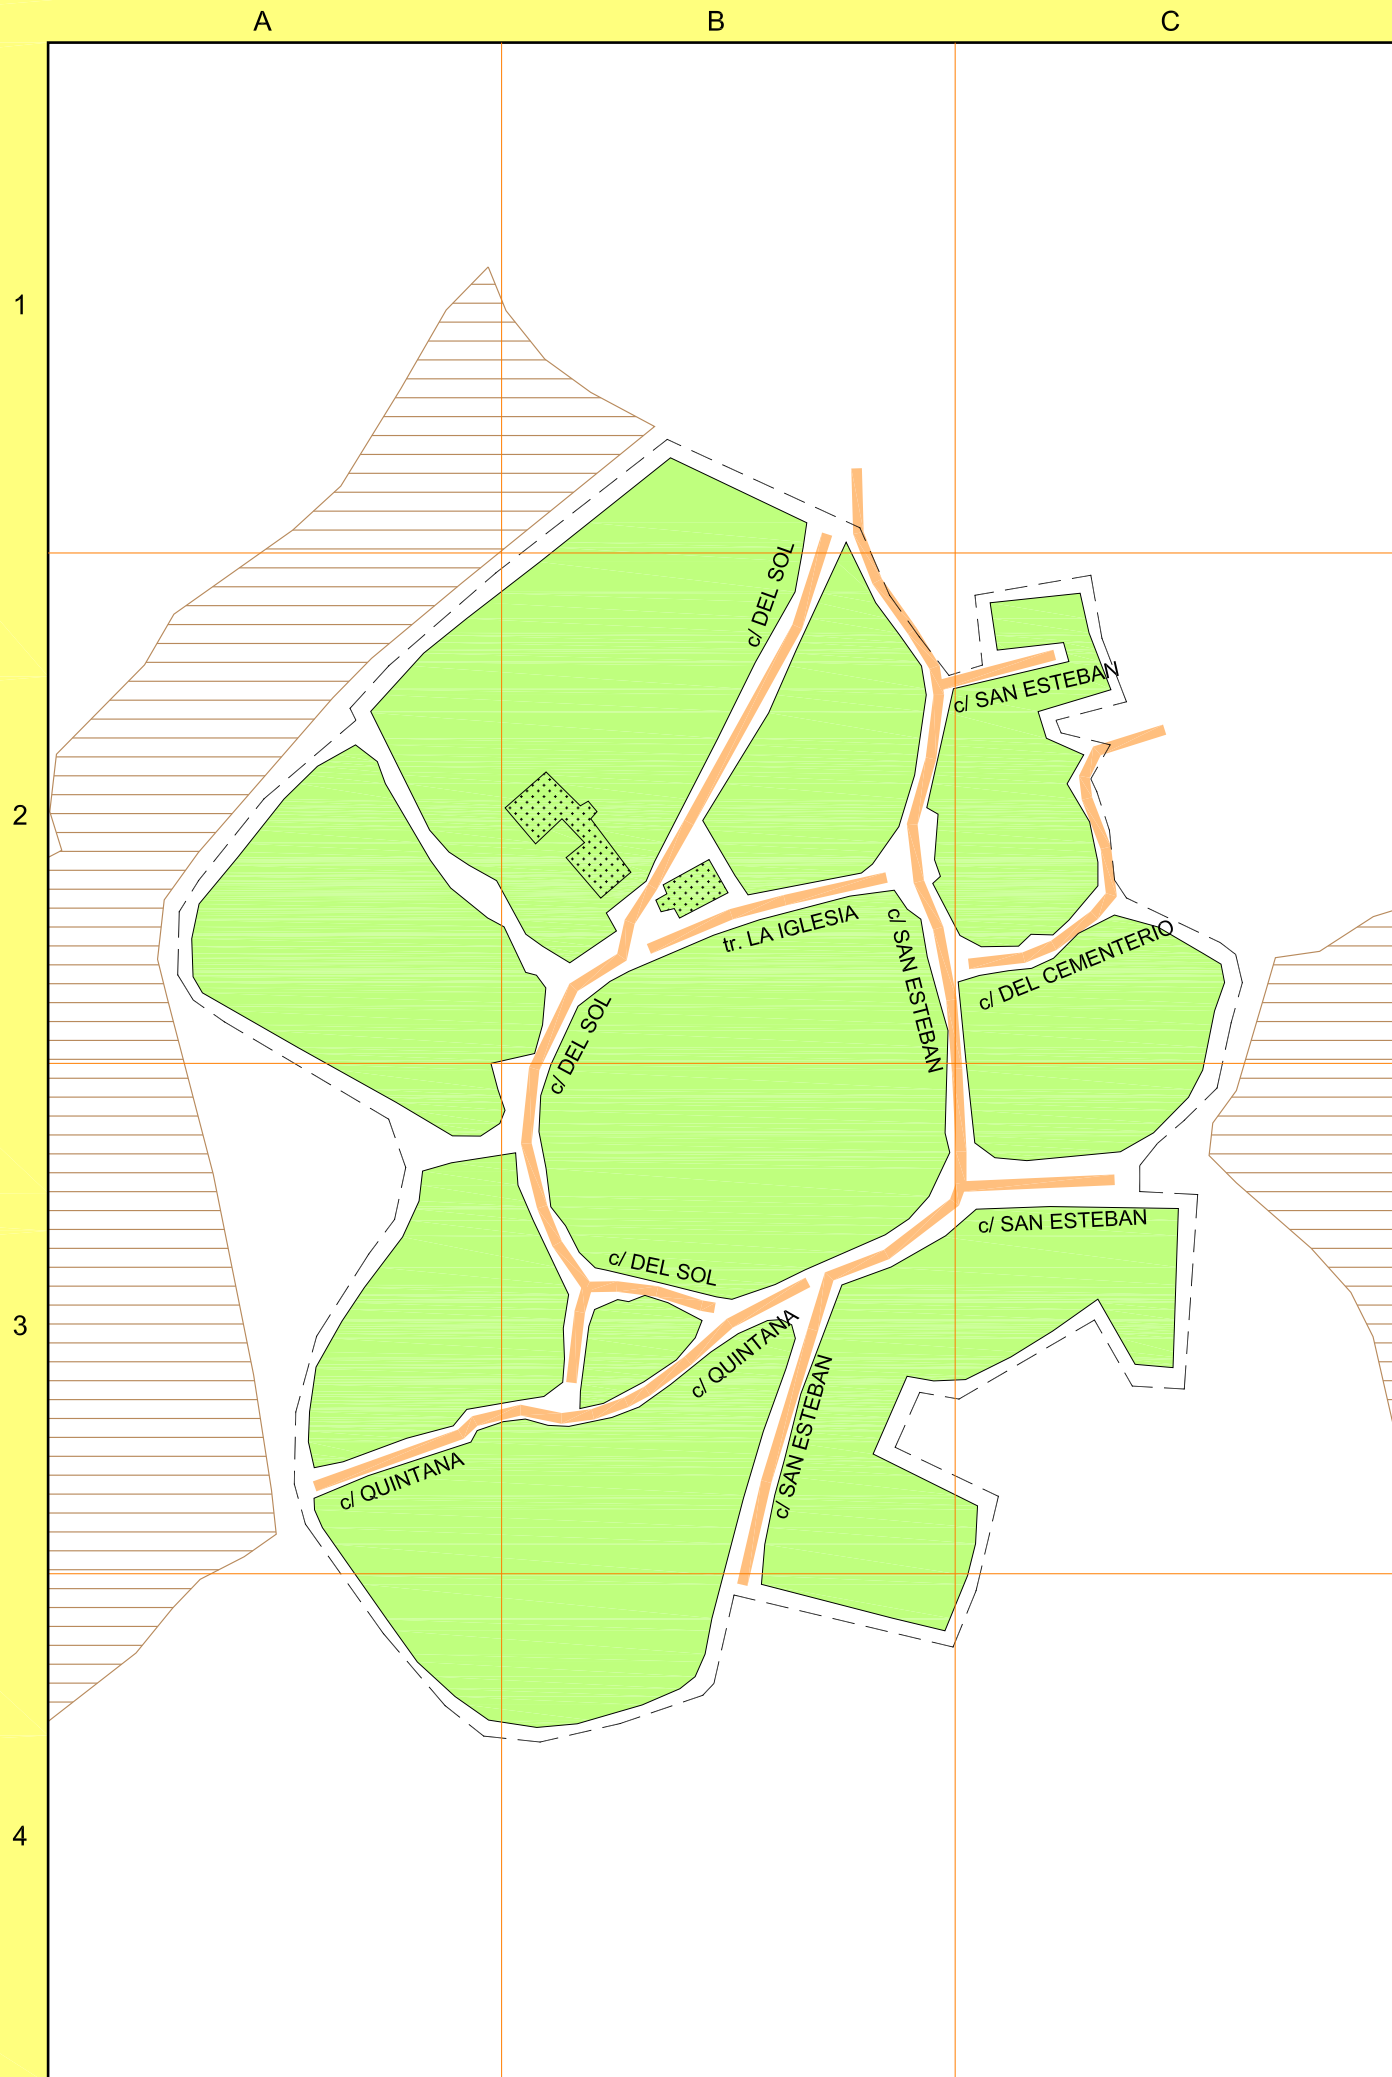 A
B
C
1
c/ DEL SOL
c/ SAN ESTEBAN
2
tr. LA IGLESIA
c/ SAN ESTEBAN
c/ DEL CEMENTERIO
c/ DEL SOL
c/ SAN ESTEBAN
c/ DEL SOL
3
c/ QUINTANA
c/ SAN ESTEBAN
c/ QUINTANA
4